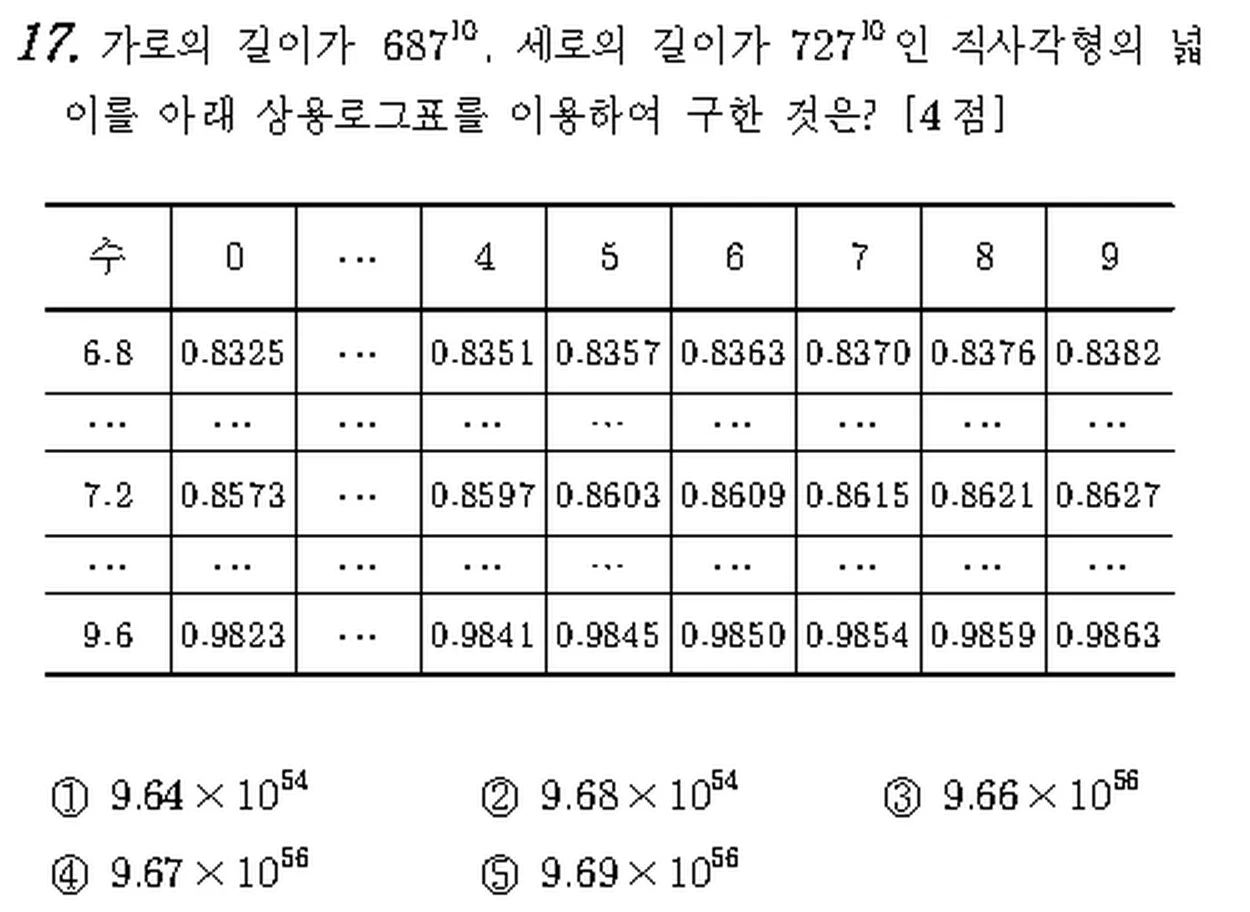 17. 가로의 길이가 687¹⁰, 세로의 길이가 727¹⁰인 직사각형의 넓
이를 아래 상용로그표를 이용하여 구한 것은? [4점]
수 0 ⋯ 4 5 6 7 8 9
6.8 0.8325 ⋯ 0.8351 0.8357 0.8363 0.8370 0.8376 0.8382
⋯ ⋯ ⋯ ⋯ ⋯ ⋯ ⋯ ⋯ ⋯
7.2 0.8573 ⋯ 0.8597 0.8603 0.8609 0.8615 0.8621 0.8627
⋯ ⋯ ⋯ ⋯ ⋯ ⋯ ⋯ ⋯ ⋯
9.6 0.9823 ⋯ 0.9841 0.9845 0.9850 0.9854 0.9859 0.9863
① 9.64×10⁵⁴ ② 9.68×10⁵⁴ ③ 9.66×10⁵⁶
④ 9.67×10⁵⁶ ⑤ 9.69×10⁵⁶